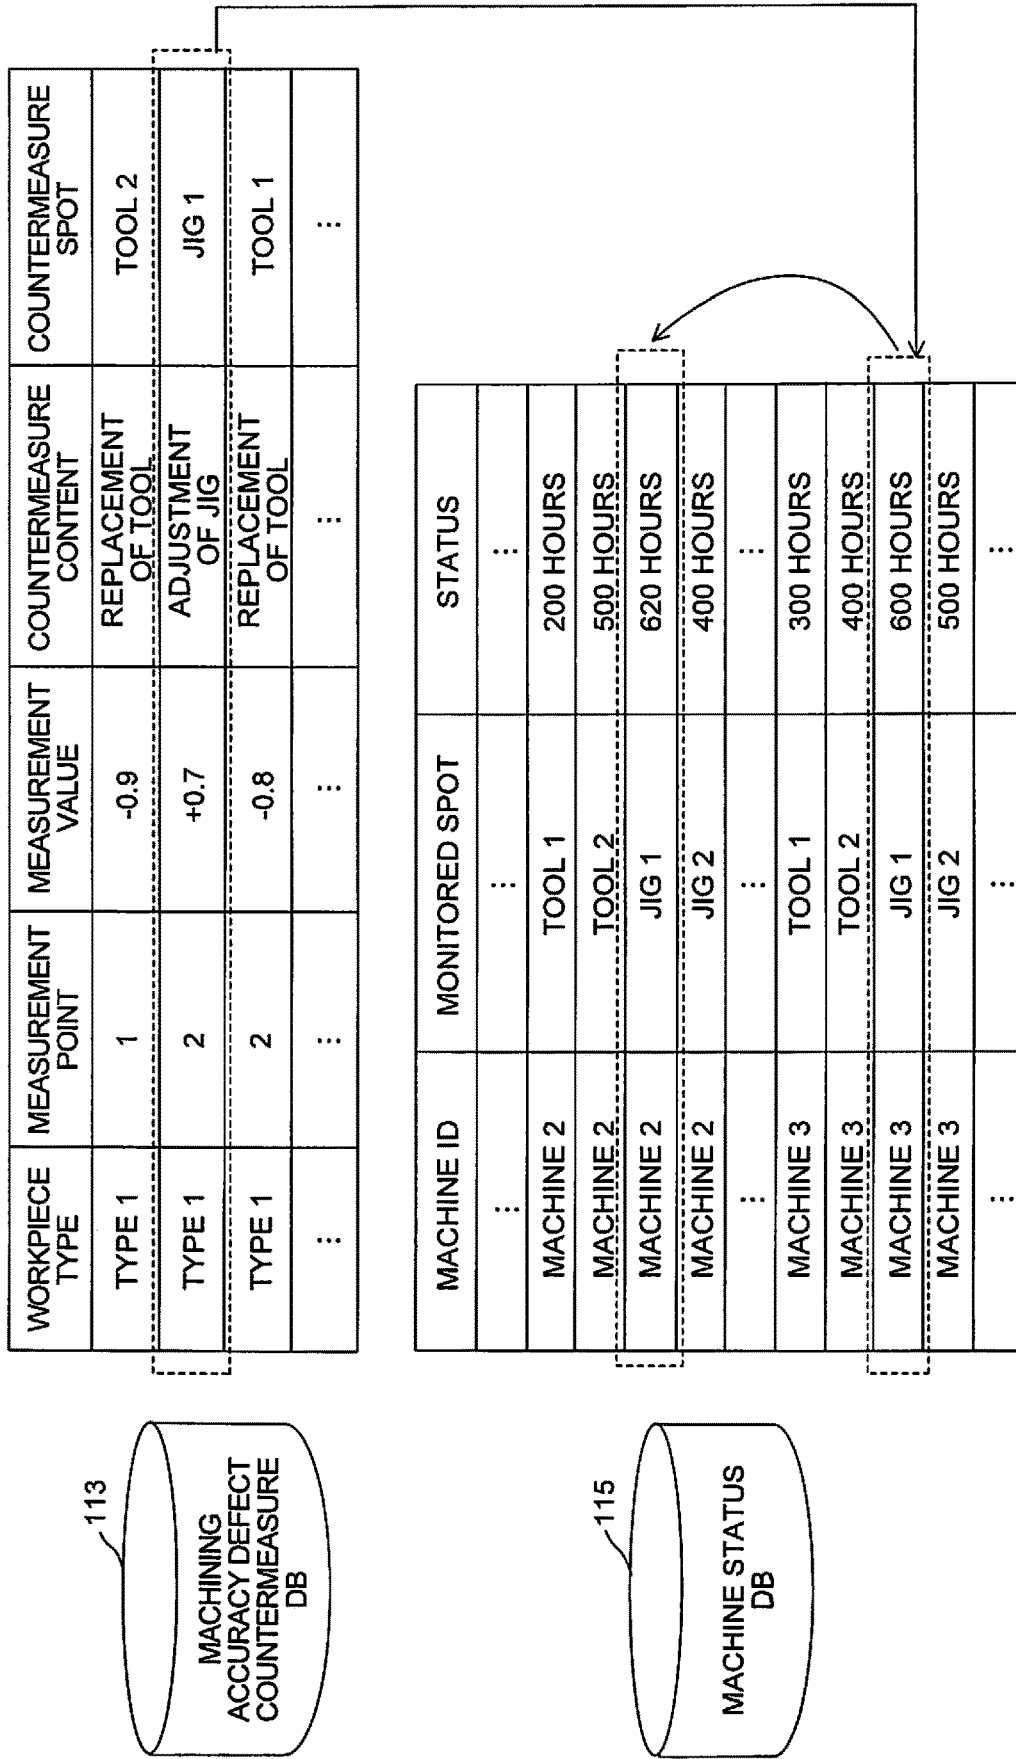 113
MACHINING
ACCURACY DEFECT
COUNTERMEASURE
DB
WORKPIECE TYPE MEASUREMENT POINT MEASUREMENT VALUE COUNTERMEASURE CONTENT COUNTERMEASURE SPOT
TYPE 1 1 -0.9 REPLACEMENT OF TOOL TOOL 2
TYPE 1 2 +0.7 ADJUSTMENT OF JIG JIG 1
TYPE 1 2 -0.8 REPLACEMENT OF TOOL TOOL 1
... ... ... ... ...
115
MACHINE STATUS
DB
MACHINE ID MONITORED SPOT STATUS
... ... ...
MACHINE 2 TOOL 1 200 HOURS
MACHINE 2 TOOL 2 500 HOURS
MACHINE 2 JIG 1 620 HOURS
MACHINE 2 JIG 2 400 HOURS
... ... ...
MACHINE 3 TOOL 1 300 HOURS
MACHINE 3 TOOL 2 400 HOURS
MACHINE 3 JIG 1 600 HOURS
MACHINE 3 JIG 2 500 HOURS
... ... ...